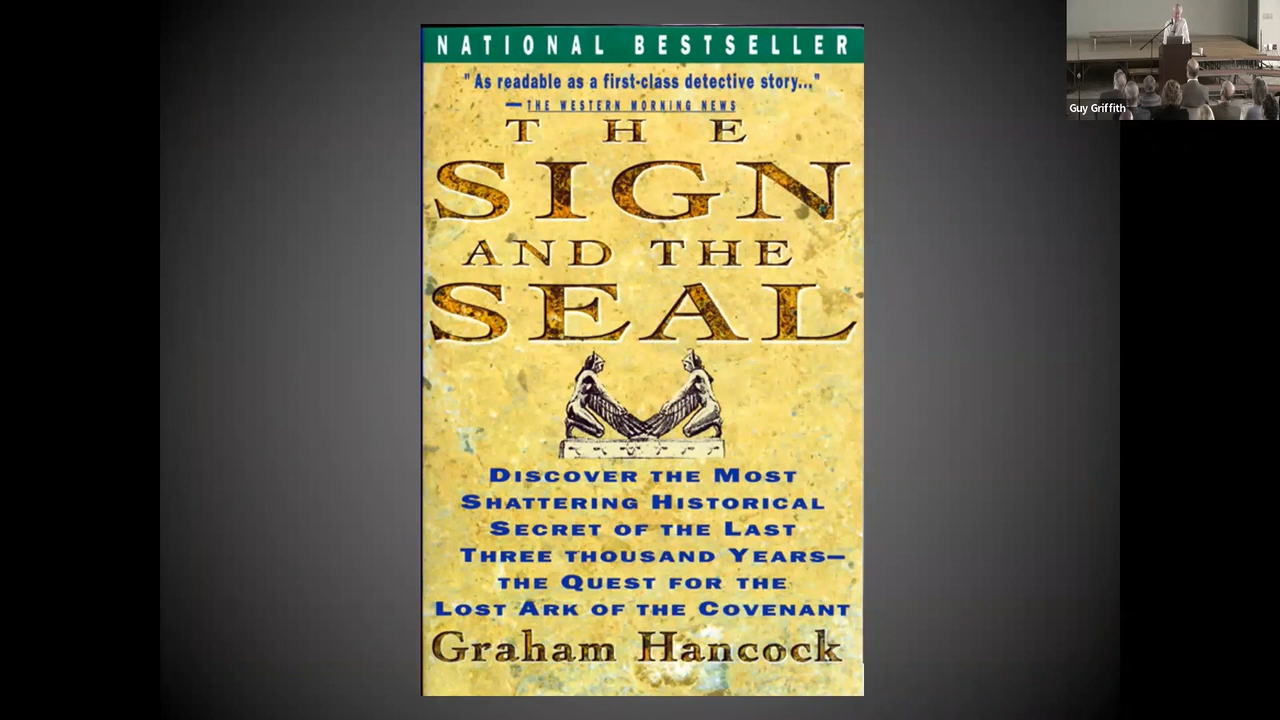 NATIONAL BESTSELLER
"As readable as a first-class detective story..."
—THE WESTERN MORNING NEWS
THE
SIGN
AND THE
SEAL
DISCOVER THE MOST
SHATTERING HISTORICAL
SECRET OF THE LAST
THREE THOUSAND YEARS—
THE QUEST FOR THE
LOST ARK OF THE COVENANT
Graham Hancock
Guy Griffith